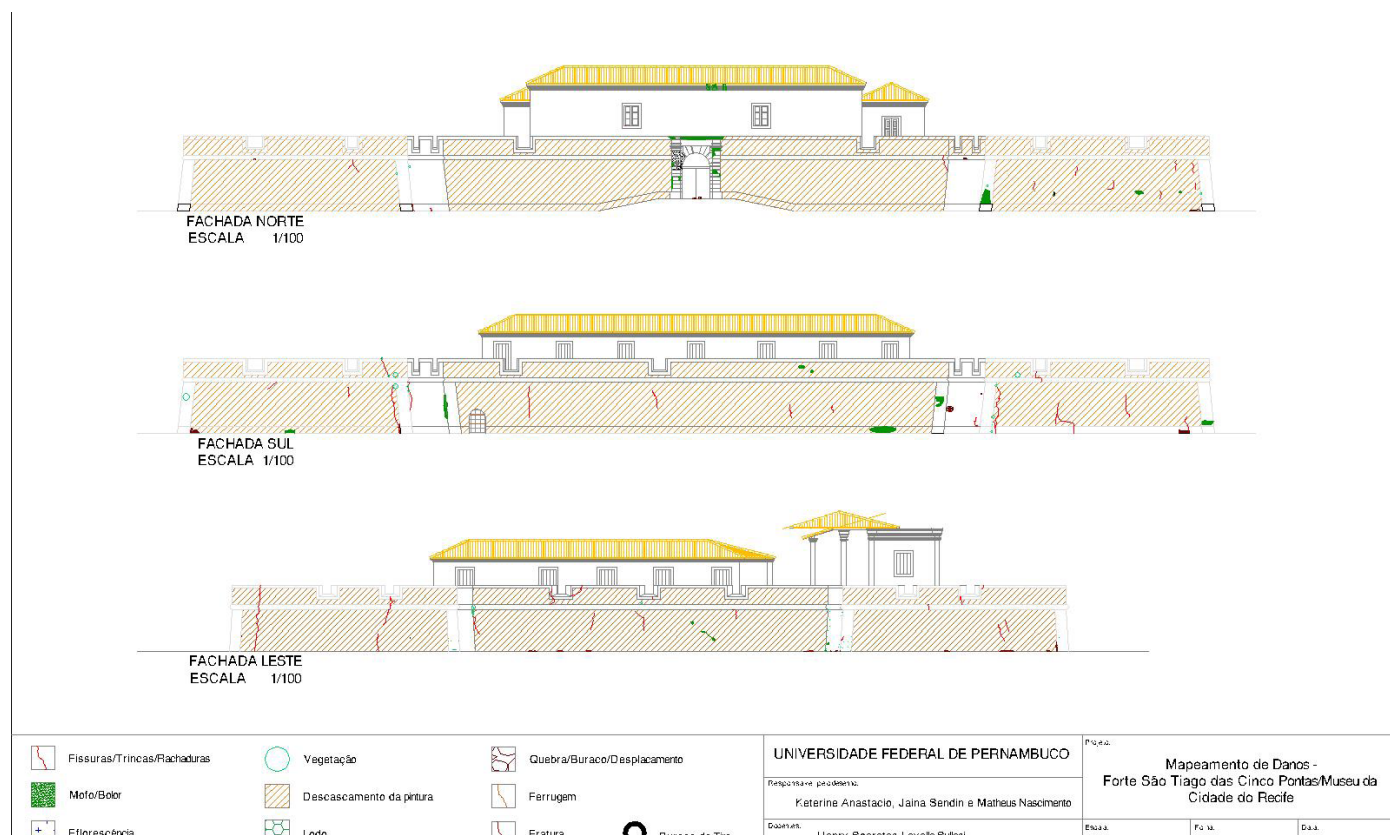 FACHADA NORTE
ESCALA 1/100
FACHADA SUL
ESCALA 1/100
FACHADA LESTE
ESCALA 1/100
Fissuras/Trincas/Rachaduras
Vegetação
Quebra/Buraco/Desplacamento
Mofo/Bolor
Descascamento da pintura
Ferrugem
Eflorescência
Lodo
Fratura
UNIVERSIDADE FEDERAL DE PERNAMBUCO
Keterine Anastacio, Jaina Sendin e Matheus Nascimento
Mapeamento de Danos -
Forte São Tiago das Cinco Pontas/Museu da
Cidade do Recife